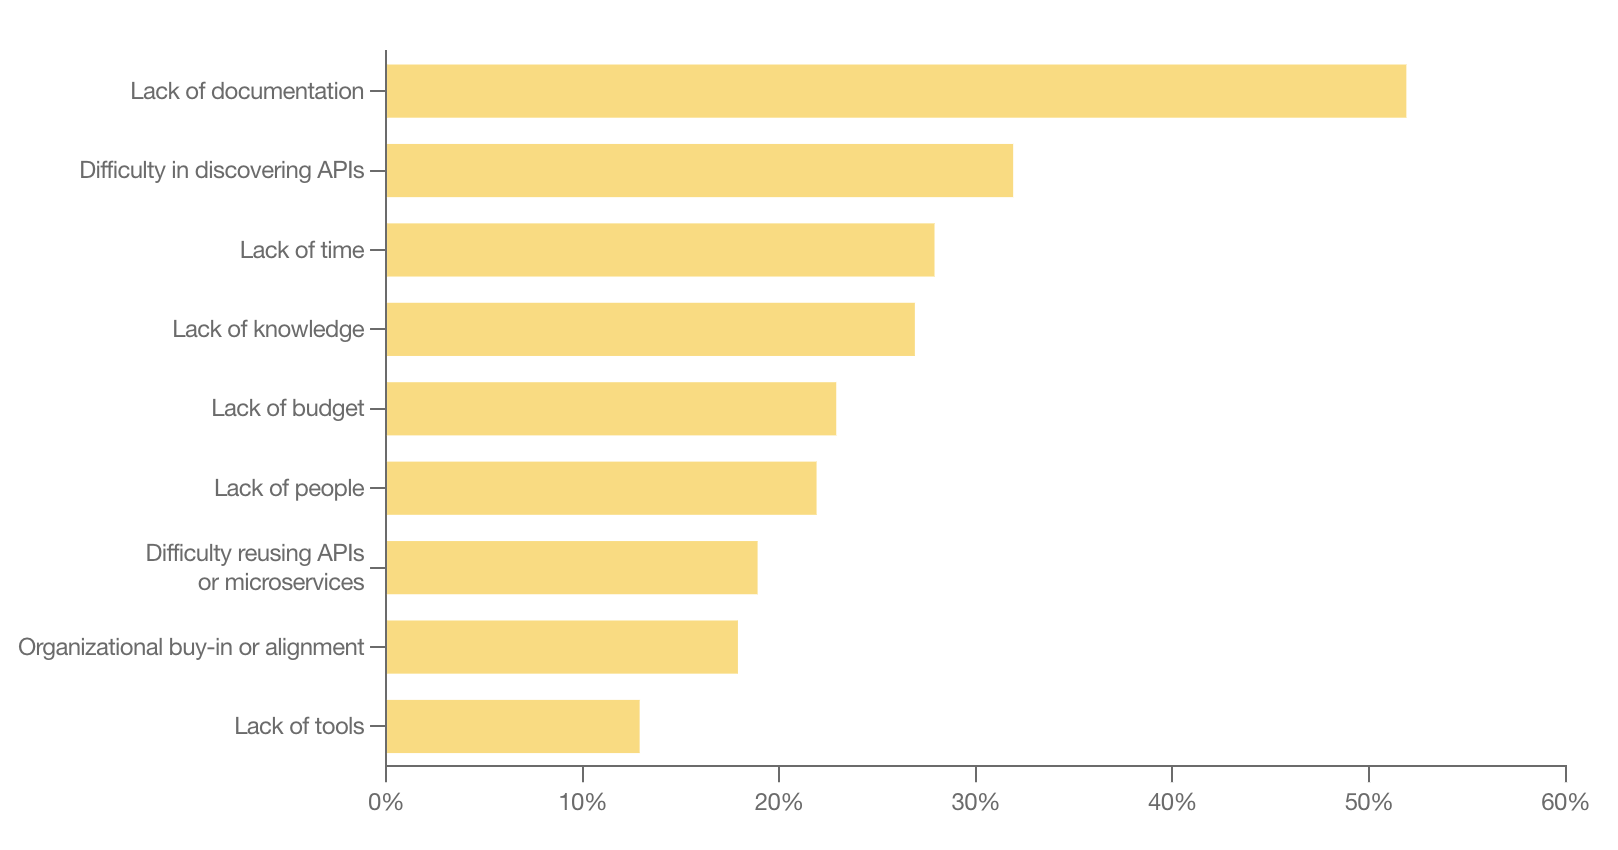 Lack of documentation
Difficulty in discovering APIs
Lack of time
Lack of knowledge
Lack of budget
Lack of people
Difficulty reusing APIs
or microservices
Organizational buy-in or alignment
Lack of tools
0%
10%
20%
30%
40%
50%
60%